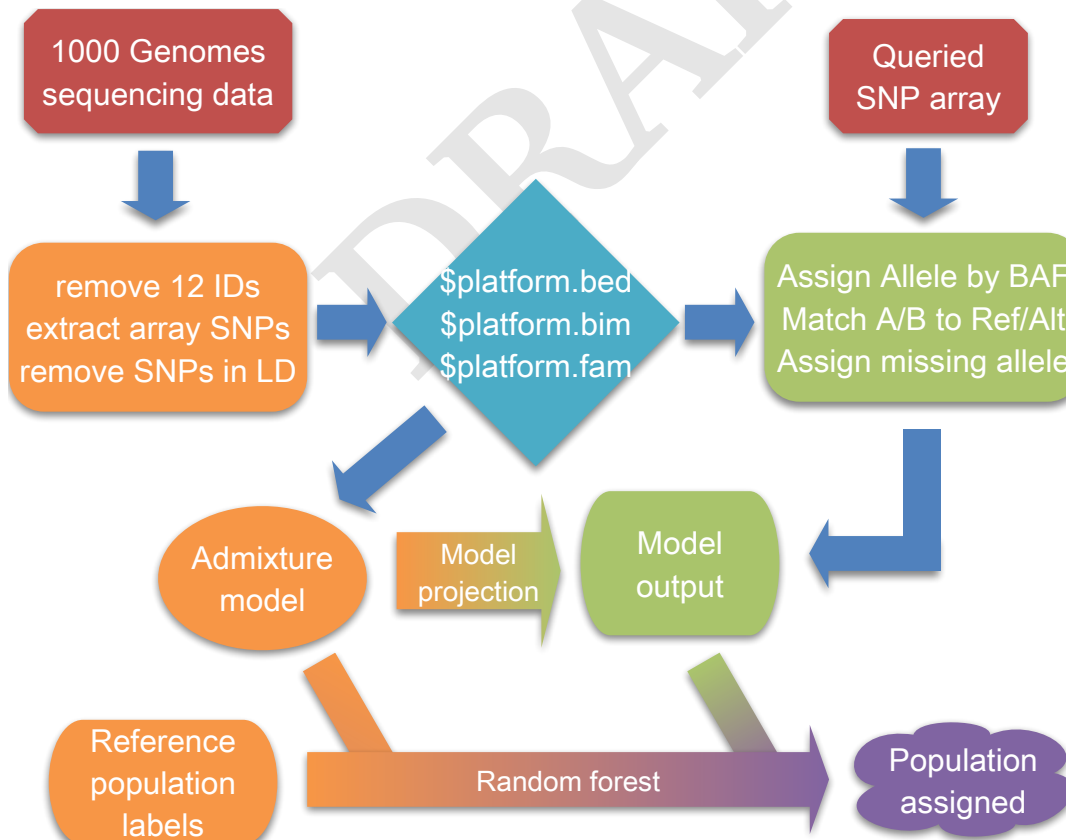 1000 Genomes
sequencing data
Queried
SNP array
remove 12 IDs
extract array SNPs
remove SNPs in LD
$platform.bed
$platform.bim
$platform.fam
Assign Allele by BAF
Match A/B to Ref/Alt
Assign missing allele
Admixture
model
Model
projection
Model
output
Reference
population
labels
Random forest
Population
assigned
DRA